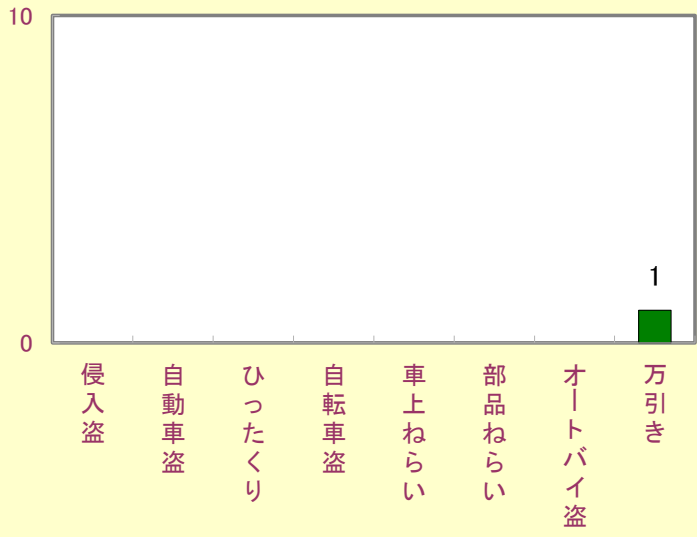 10
0
1
侵入盗
自動車盗
ひったくり
自転車盗
車上ねらい
部品ねらい
オートバイ盗
万引き